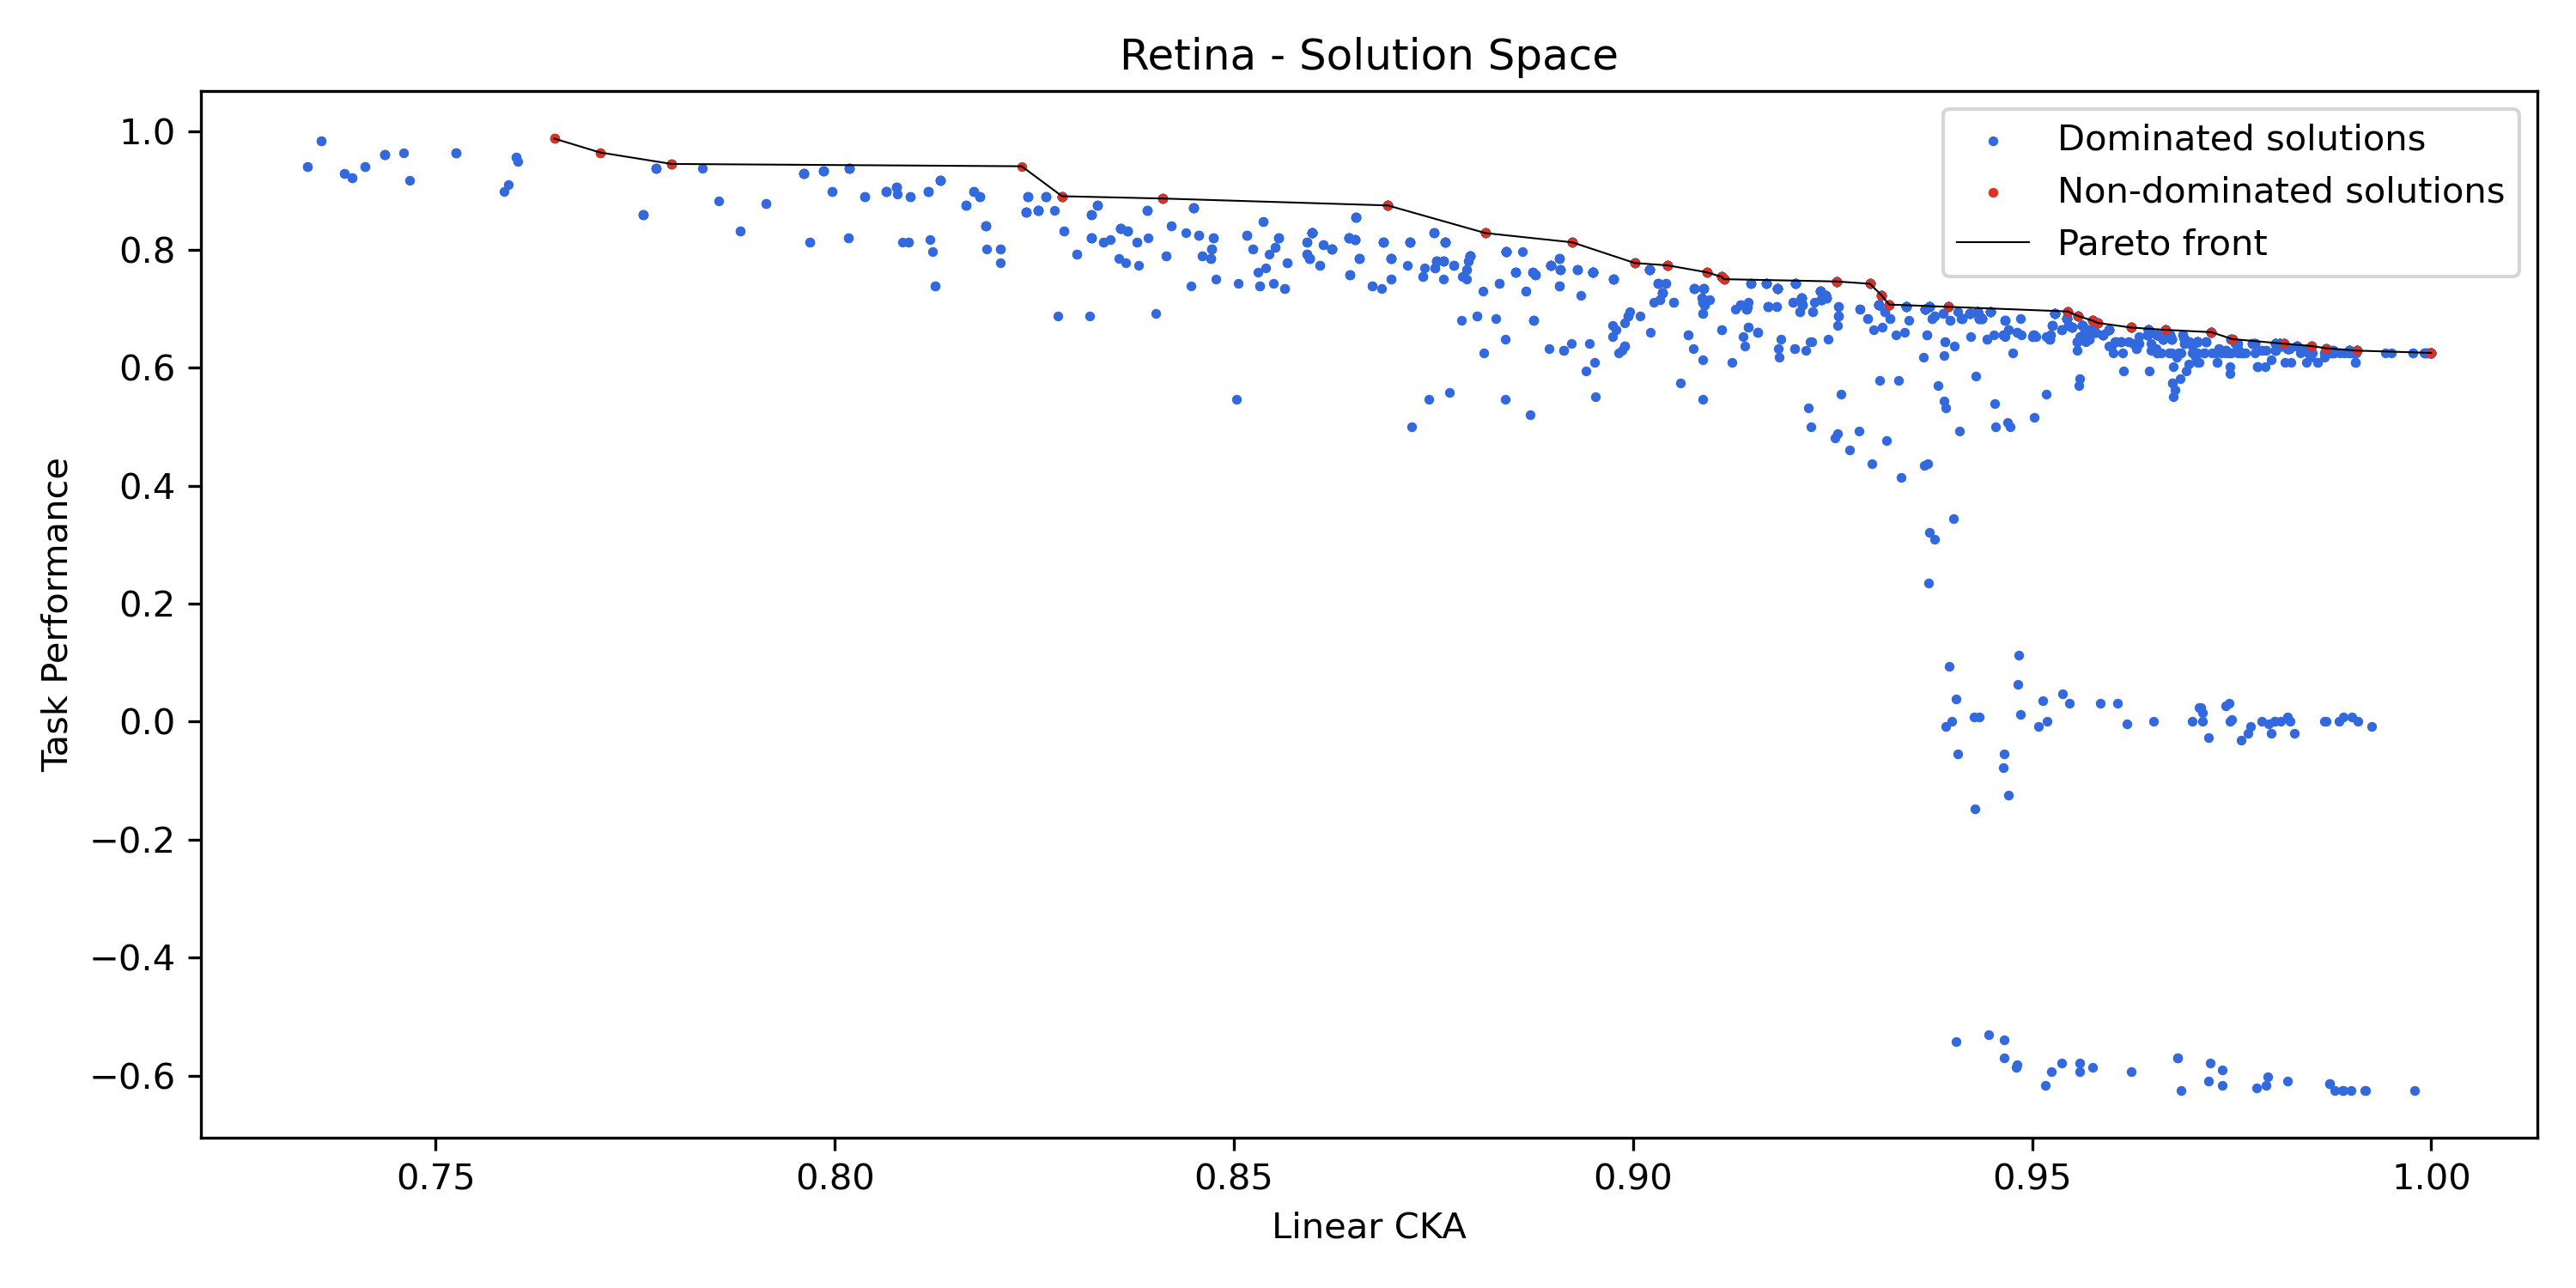 Retina - Solution Space
Dominated solutions
Non-dominated solutions
Pareto front
Task Performance
1.0
0.8
0.6
0.4
0.2
0.0
−0.2
−0.4
−0.6
0.75 0.80 0.85 0.90 0.95 1.00
Linear CKA